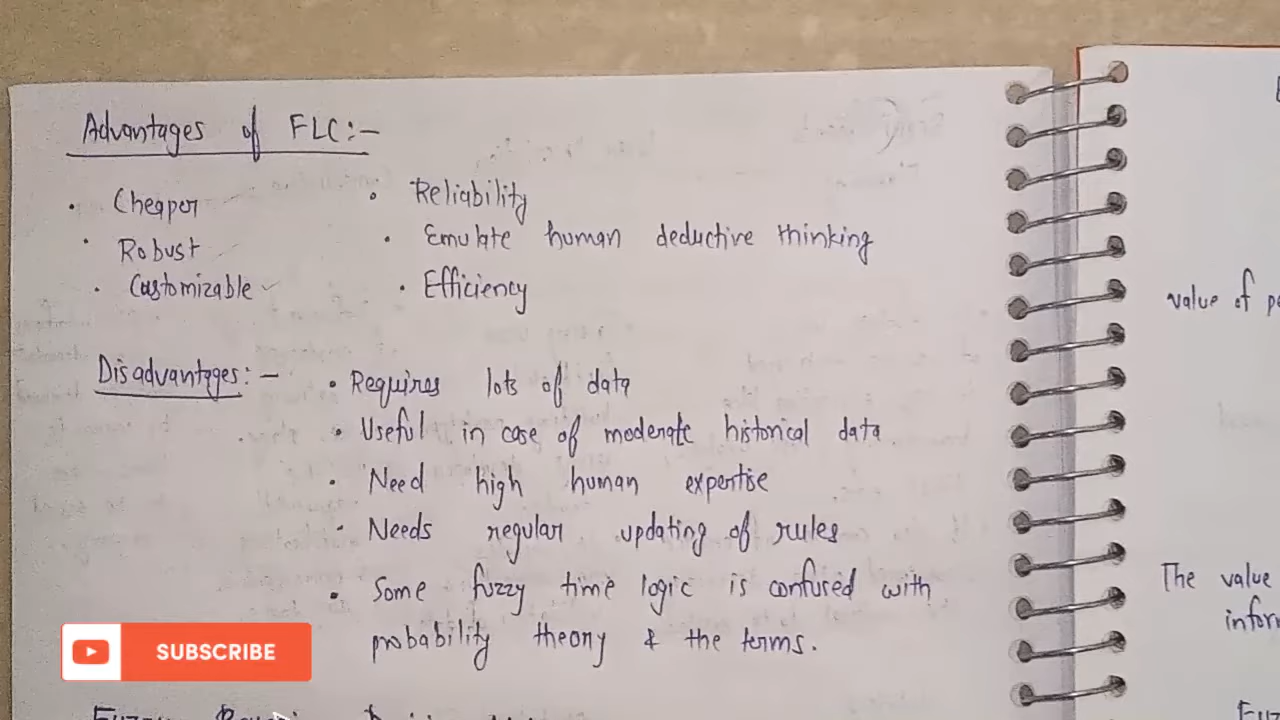 Advantages of FLC:-
• Cheaper
• Robust
• Customizable
• Reliability
• Emulate human deductive thinking
• Efficiency
Disadvantages:-
• Requires lots of data
• Useful in case of moderate historical data
• Need high human expertise
• Needs regular updating of rules
• Some fuzzy time logic is confused with
probability theory & the terms.
SUBSCRIBE
value of
The value